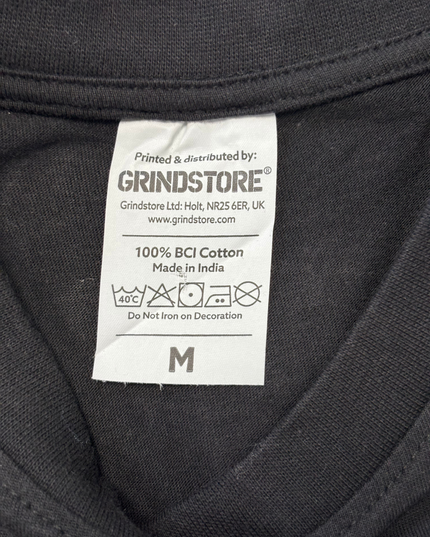 Printed & distributed by:
GRINDSTORE®
Grindstore Ltd: Holt, NR25 6ER, UK
www.grindstore.com
100% BCI Cotton
Made in India
40°C
Do Not Iron on Decoration
M